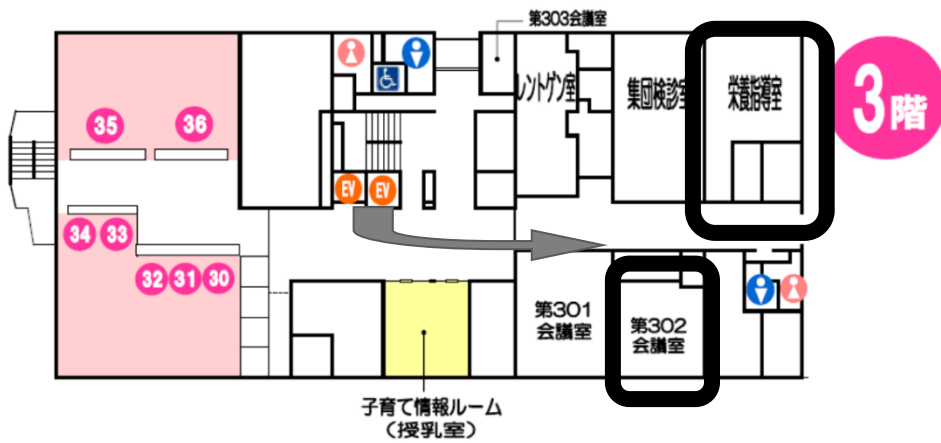 第303会議室
レントゲン室
集団検診室
栄養指導室
3階
35
36
EV
EV
34
33
32
31
30
第301
会議室
第302
会議室
子育て情報ルーム
(授乳室)